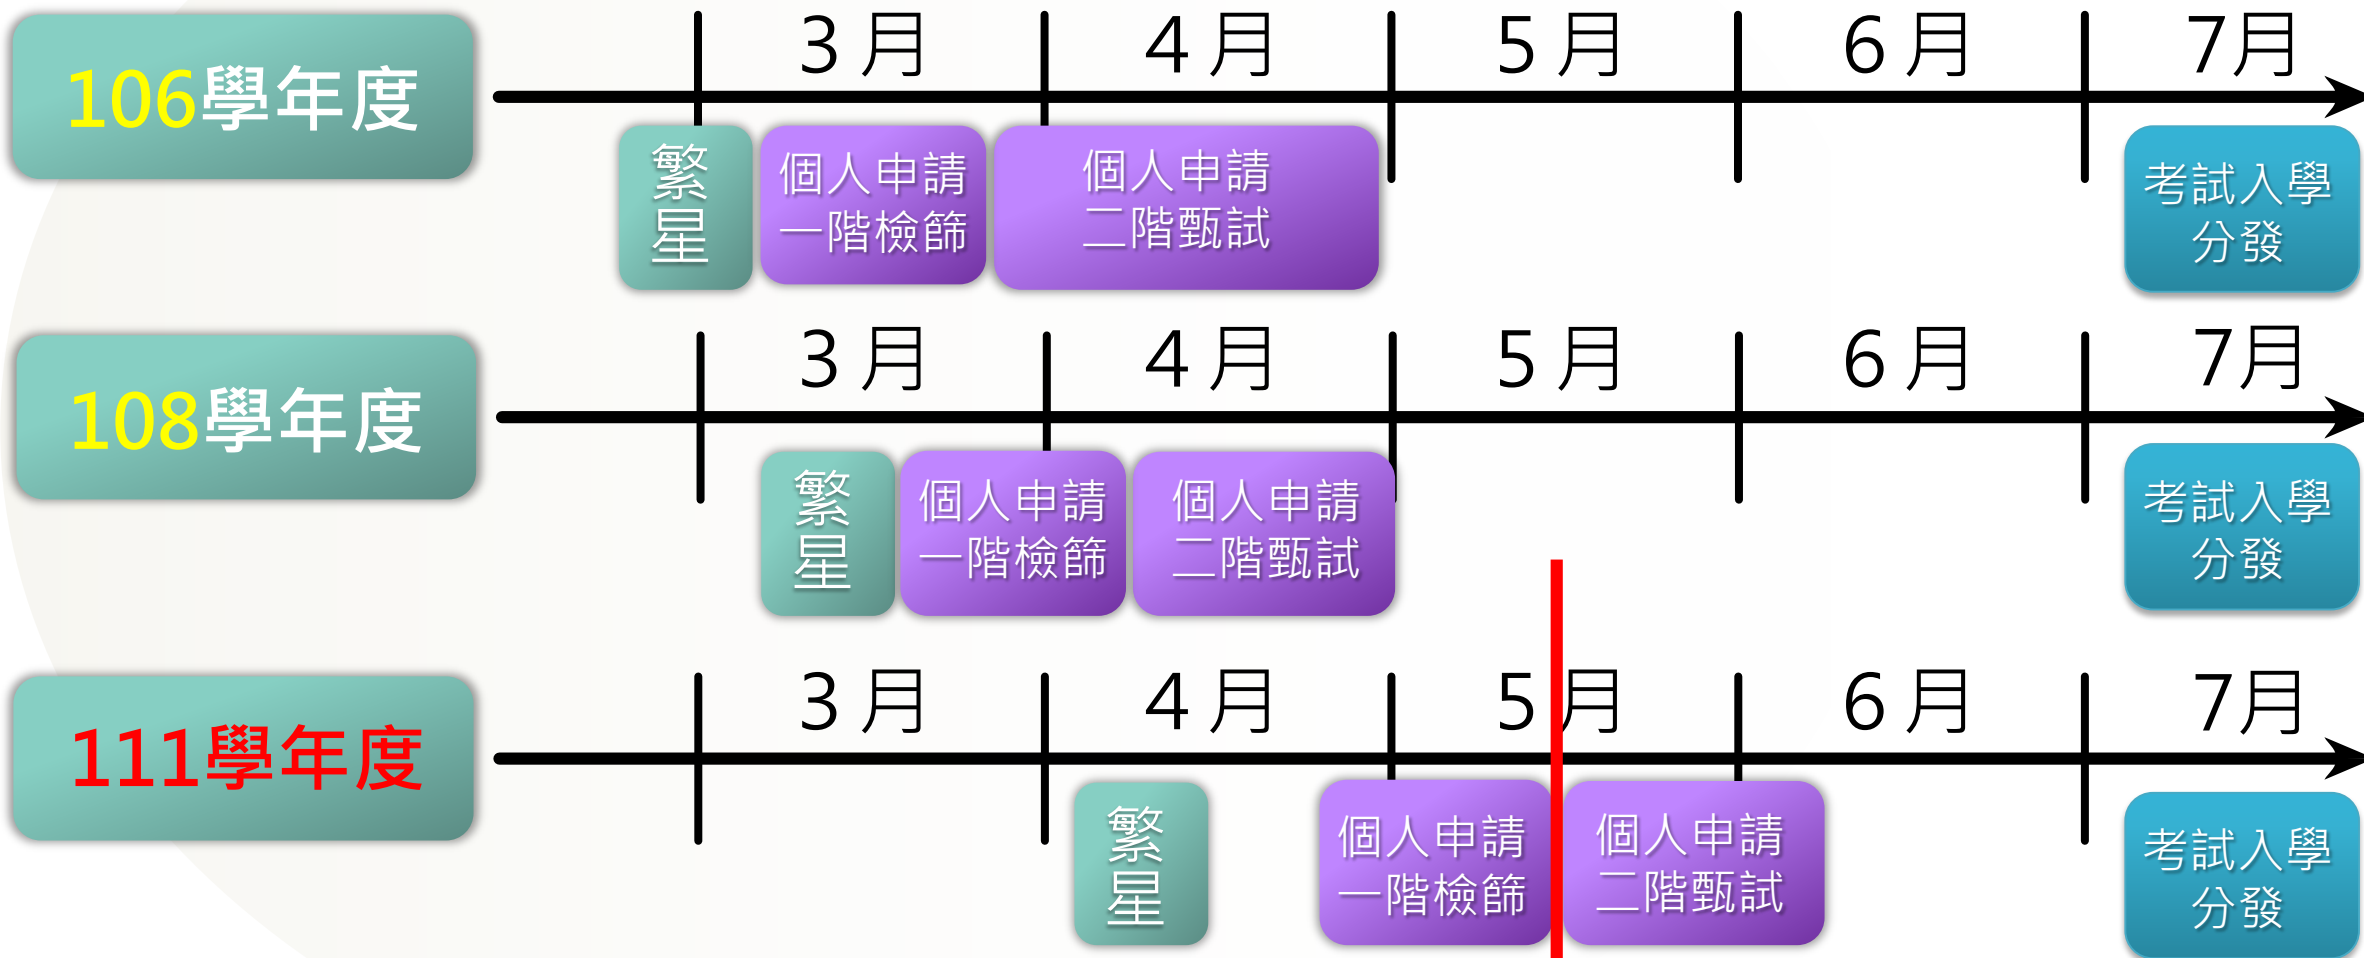 106學年度
3 月 4 月 5 月 6 月 7月
繁
星
個人申請
一階檢篩
個人申請
二階甄試
考試入學
分發
108學年度
3 月 4 月 5 月 6 月 7月
繁
星
個人申請
一階檢篩
個人申請
二階甄試
考試入學
分發
111學年度
3 月 4 月 5 月 6 月 7月
繁
星
個人申請
一階檢篩
個人申請
二階甄試
考試入學
分發